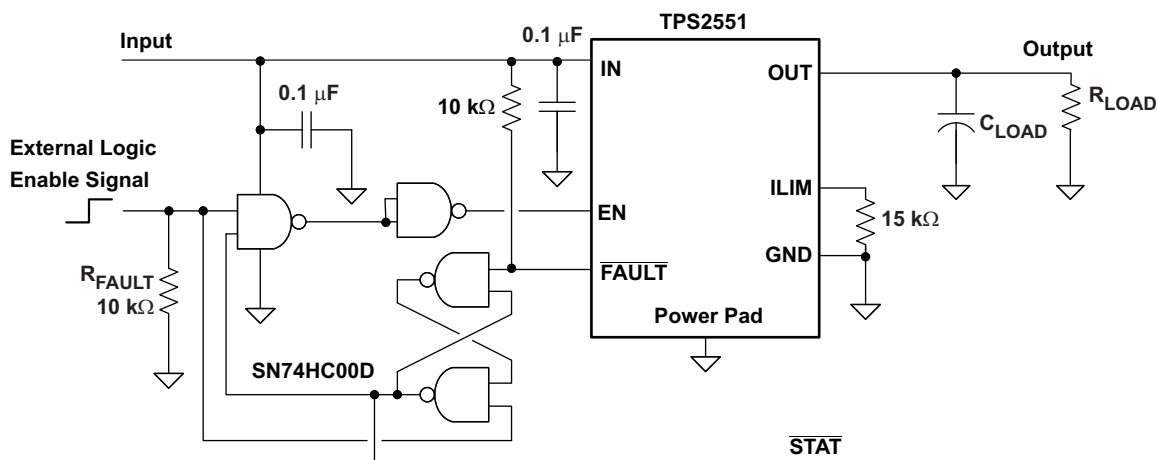 TPS2551
Input
0.1 μF
IN
OUT
Output
0.1 μF
10 kΩ
R_LOAD
C_LOAD
External Logic
Enable Signal
ILIM
EN
15 kΩ
GND
FAULT
R_FAULT
10 kΩ
Power Pad
SN74HC00D
STAT